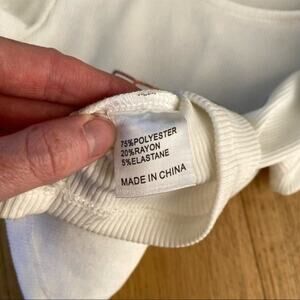 75%POLYESTER
20%RAYON
5%ELASTANE
MADE IN CHINA